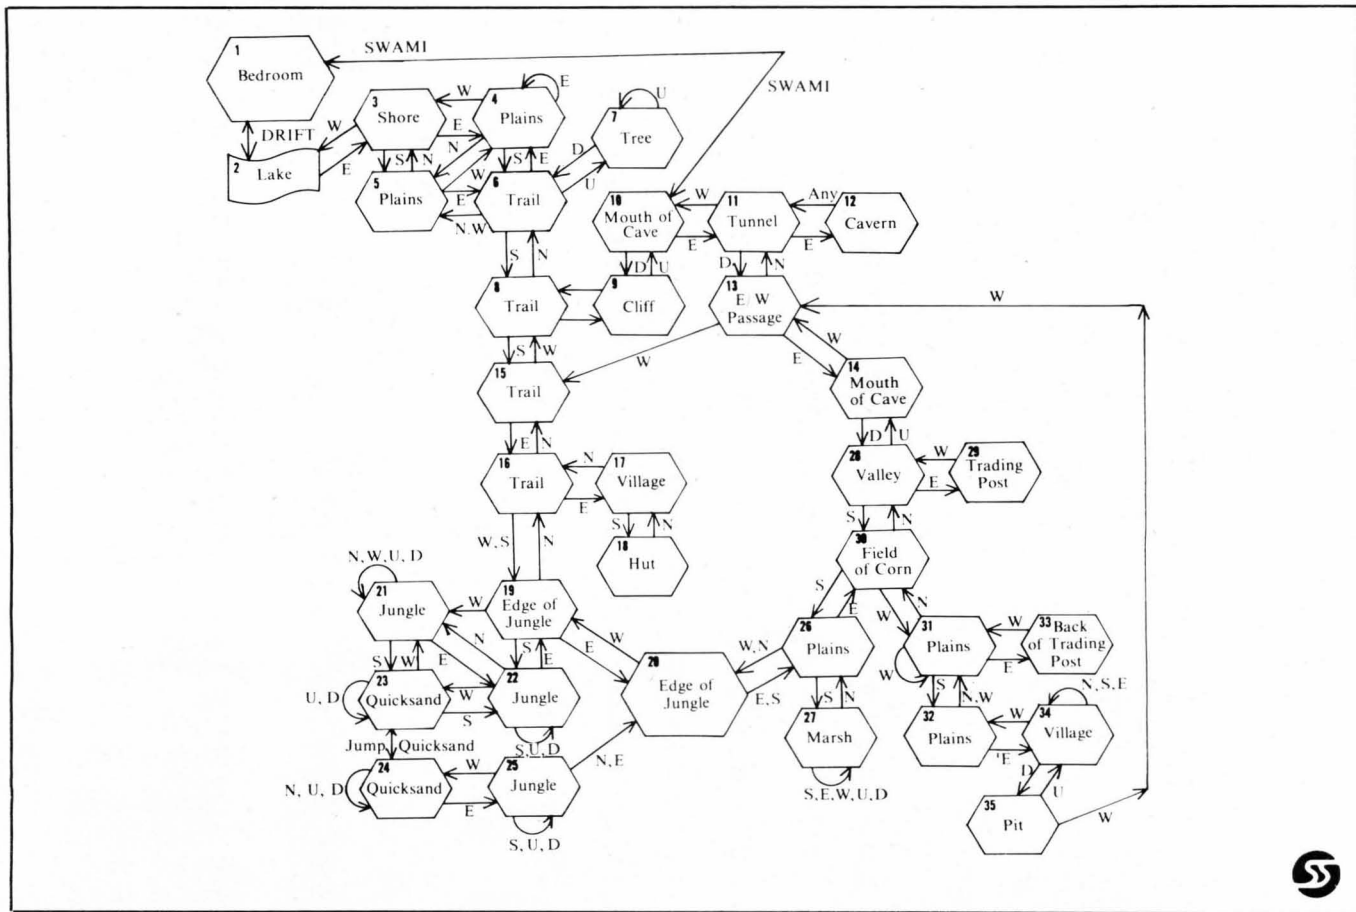 SWAMI
1
Bedroom
SWAMI
DRIFT
2
Lake
W
E
3
Shore
W
E
4
Plains
E
S
N
N
W
S
E
5
Plains
E
N.W
6
Trail
7
Tree
U
D
U
S
N
10
Mouth of
Cave
W
E
11
Tunnel
Any
E
12
Cavern
D
U
D
N
8
Trail
9
Cliff
13
E/W
Passage
W
S
W
W
W
E
15
Trail
14
Mouth
of Cave
E
N
D
U
16
Trail
N
E
17
Village
28
Valley
W
E
29
Trading
Post
S
N
S
N
W, S
N
18
Hut
30
Field
of Corn
N, W, U, D
21
Jungle
W
19
Edge of
Jungle
S
E
W
N
S
W
E
N
S
E
E
W
20
Edge of
Jungle
W, N
E, S
26
Plains
31
Plains
W
W
E
33
Back
of Trading
Post
U, D
23
Quicksand
W
S
22
Jungle
S, U, D
S
N
S
N, W
27
Marsh
S, E, W, U, D
32
Plains
W
E
34
Village
N, S, E
Jump Quicksand
N, U, D
24
Quicksand
W
E
25
Jungle
N, E
S, U, D
D
U
35
Pit
W